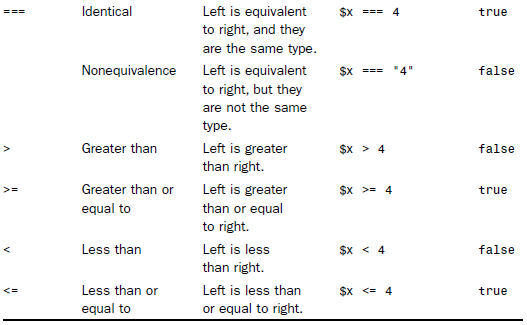 === Identical Left is equivalent $x === 4 true
to right, and they
are the same type.
Nonequivalence Left is equivalent $x === "4" false
to right, but they
are not the same
type.
> Greater than Left is greater $x > 4 false
than right.
>= Greater than or Left is greater $x >= 4 true
equal to than or equal
to right.
< Less than Left is less $x < 4 false
than right.
<= Less than or Left is less than $x <= 4 true
equal to or equal to right.